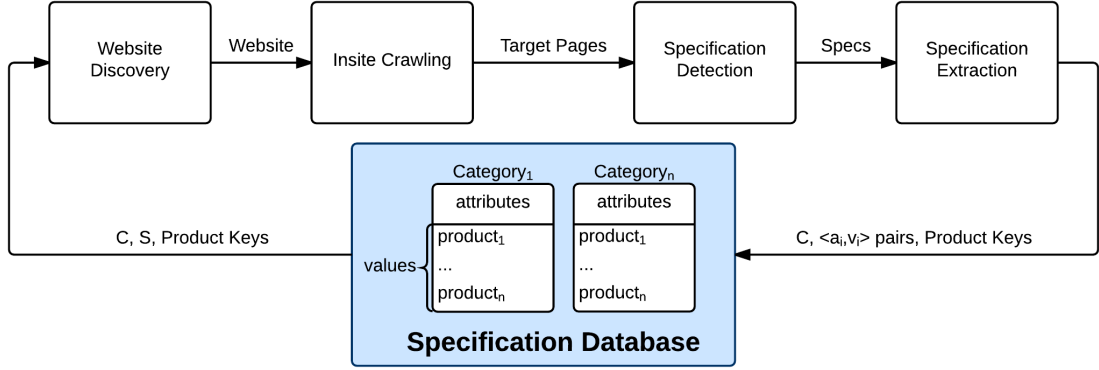 Website
Discovery
Website
Insite Crawling
Target Pages
Specification
Detection
Specs
Specification
Extraction
C, S, Product Keys
C, <aᵢ,vᵢ> pairs, Product Keys
Category₁
attributes
values
product₁
...
productₙ
Categoryₙ
attributes
product₁
...
productₙ
Specification Database